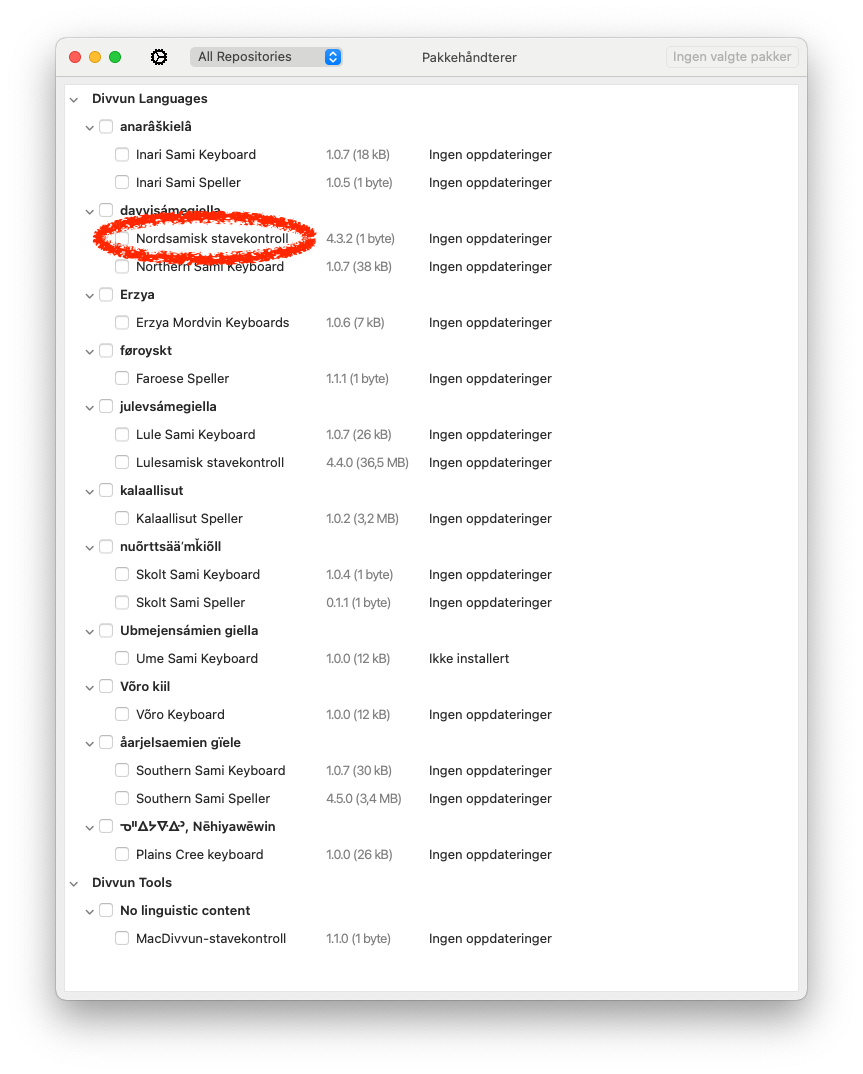 All Repositories Pakkehåndterer Ingen valgte pakker
Divvun Languages
anarâškielâ
Inari Sami Keyboard 1.0.7 (18 kB) Ingen oppdateringer
Inari Sami Speller 1.0.5 (1 byte) Ingen oppdateringer
davvisámegiella
Nordsamisk stavekontroll 4.3.2 (1 byte) Ingen oppdateringer
Northern Sami Keyboard 1.0.7 (38 kB) Ingen oppdateringer
Erzya
Erzya Mordvin Keyboards 1.0.6 (7 kB) Ingen oppdateringer
føroyskt
Faroese Speller 1.1.1 (1 byte) Ingen oppdateringer
julevsámegiella
Lule Sami Keyboard 1.0.7 (26 kB) Ingen oppdateringer
Lulesamisk stavekontroll 4.4.0 (36,5 MB) Ingen oppdateringer
kalaallisut
Kalaallisut Speller 1.0.2 (3,2 MB) Ingen oppdateringer
nuõrttsääʹmǩiõll
Skolt Sami Keyboard 1.0.4 (1 byte) Ingen oppdateringer
Skolt Sami Speller 0.1.1 (1 byte) Ingen oppdateringer
Ubmejensámien giella
Ume Sami Keyboard 1.0.0 (12 kB) Ikke installert
Võro kiil
Võro Keyboard 1.0.0 (12 kB) Ingen oppdateringer
åarjelsaemien gïele
Southern Sami Keyboard 1.0.7 (30 kB) Ingen oppdateringer
Southern Sami Speller 4.5.0 (3,4 MB) Ingen oppdateringer
ᓀᐦᐃᔭᐍᐏᐣ, Nēhiyawēwin
Plains Cree keyboard 1.0.0 (26 kB) Ingen oppdateringer
Divvun Tools
No linguistic content
MacDivvun-stavekontroll 1.1.0 (1 byte) Ingen oppdateringer